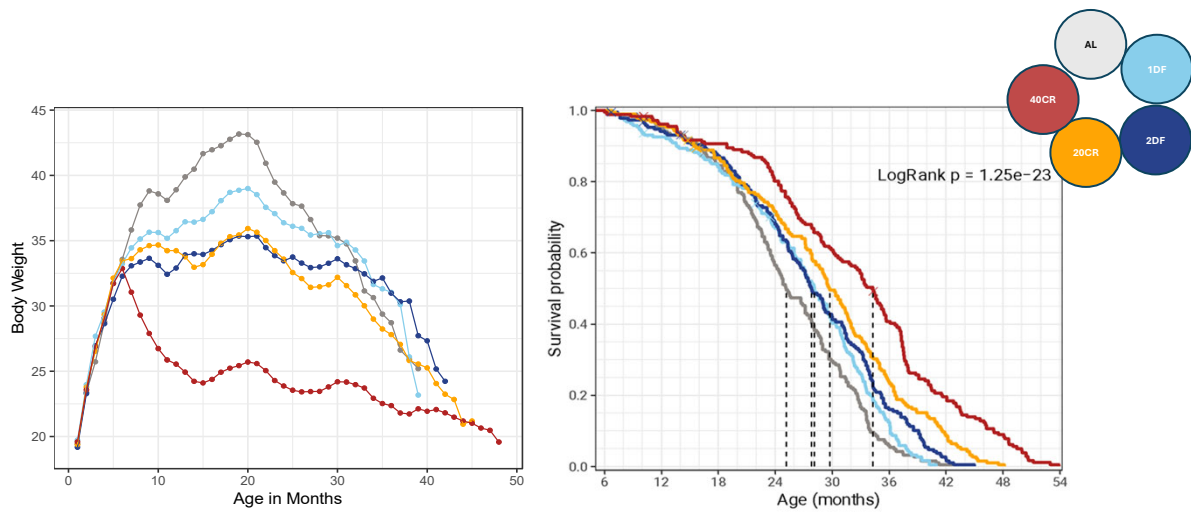 AL
1DF
40CR
2DF
20CR
45
40
35
30
25
20
Body Weight
0
10
20
30
40
50
Age in Months
1.0
0.8
0.6
0.4
0.2
0.0
Survival probability
LogRank p = 1.25e−23
6
12
18
24
30
36
42
48
54
Age (months)